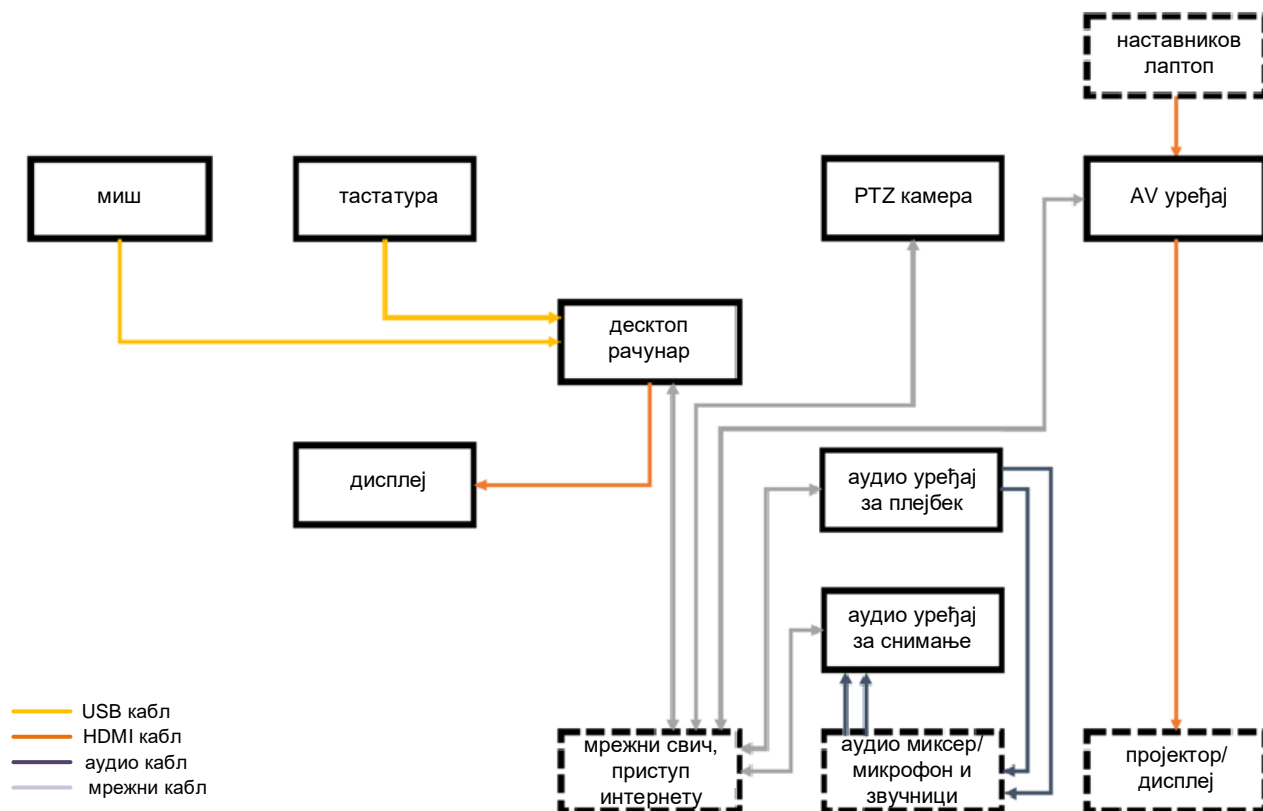 наставников
лаптоп
миш
тастатура
PTZ камера
AV уређај
десктоп
рачунар
дисплеј
аудио уређај
за плејбек
аудио уређај
за снимање
USB кабл
HDMI кабл
аудио кабл
мрежни кабл
мрежни свич,
приступ
интернету
аудио миксер/
микрофон и
звучници
пројектор/
дисплеј